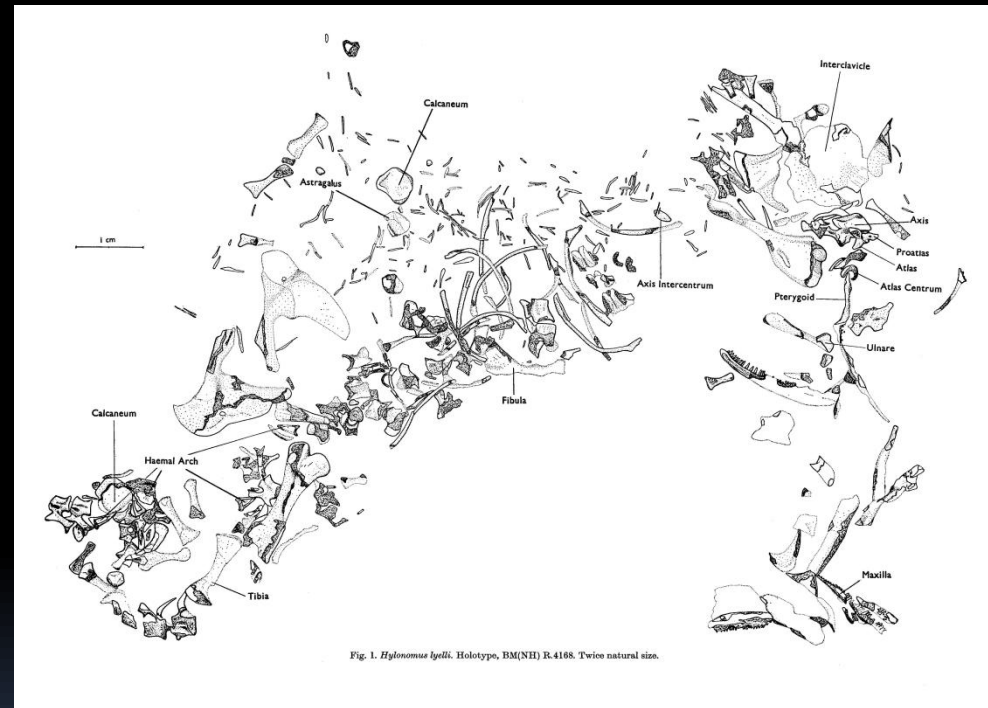 Interclavicle
Calcaneum
Astragalus
1 cm
Axis
Proatlas
Atlas
Axis Intercentrum
Atlas Centrum
Pterygoid
Ulnare
Fibula
Calcaneum
Haemal Arch
Maxilla
Tibia
Fig. 1. Hylonomus lyelli. Holotype, BM(NH) R.4168. Twice natural size.